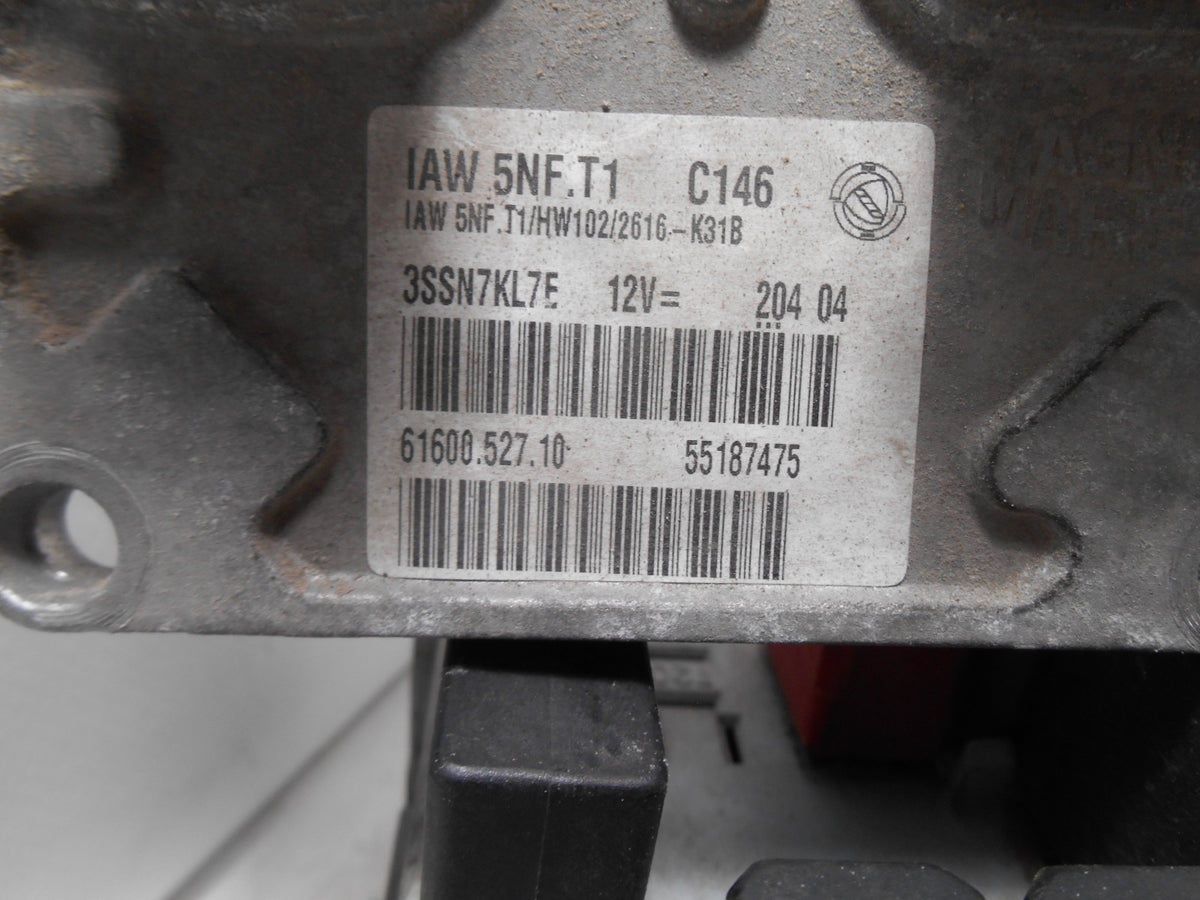 IAW 5NF.T1 C146
IAW 5NF.T1/HW102/2616-K31B
3SSN7KL7E 12V= 204 04
61600.527.10 55187475